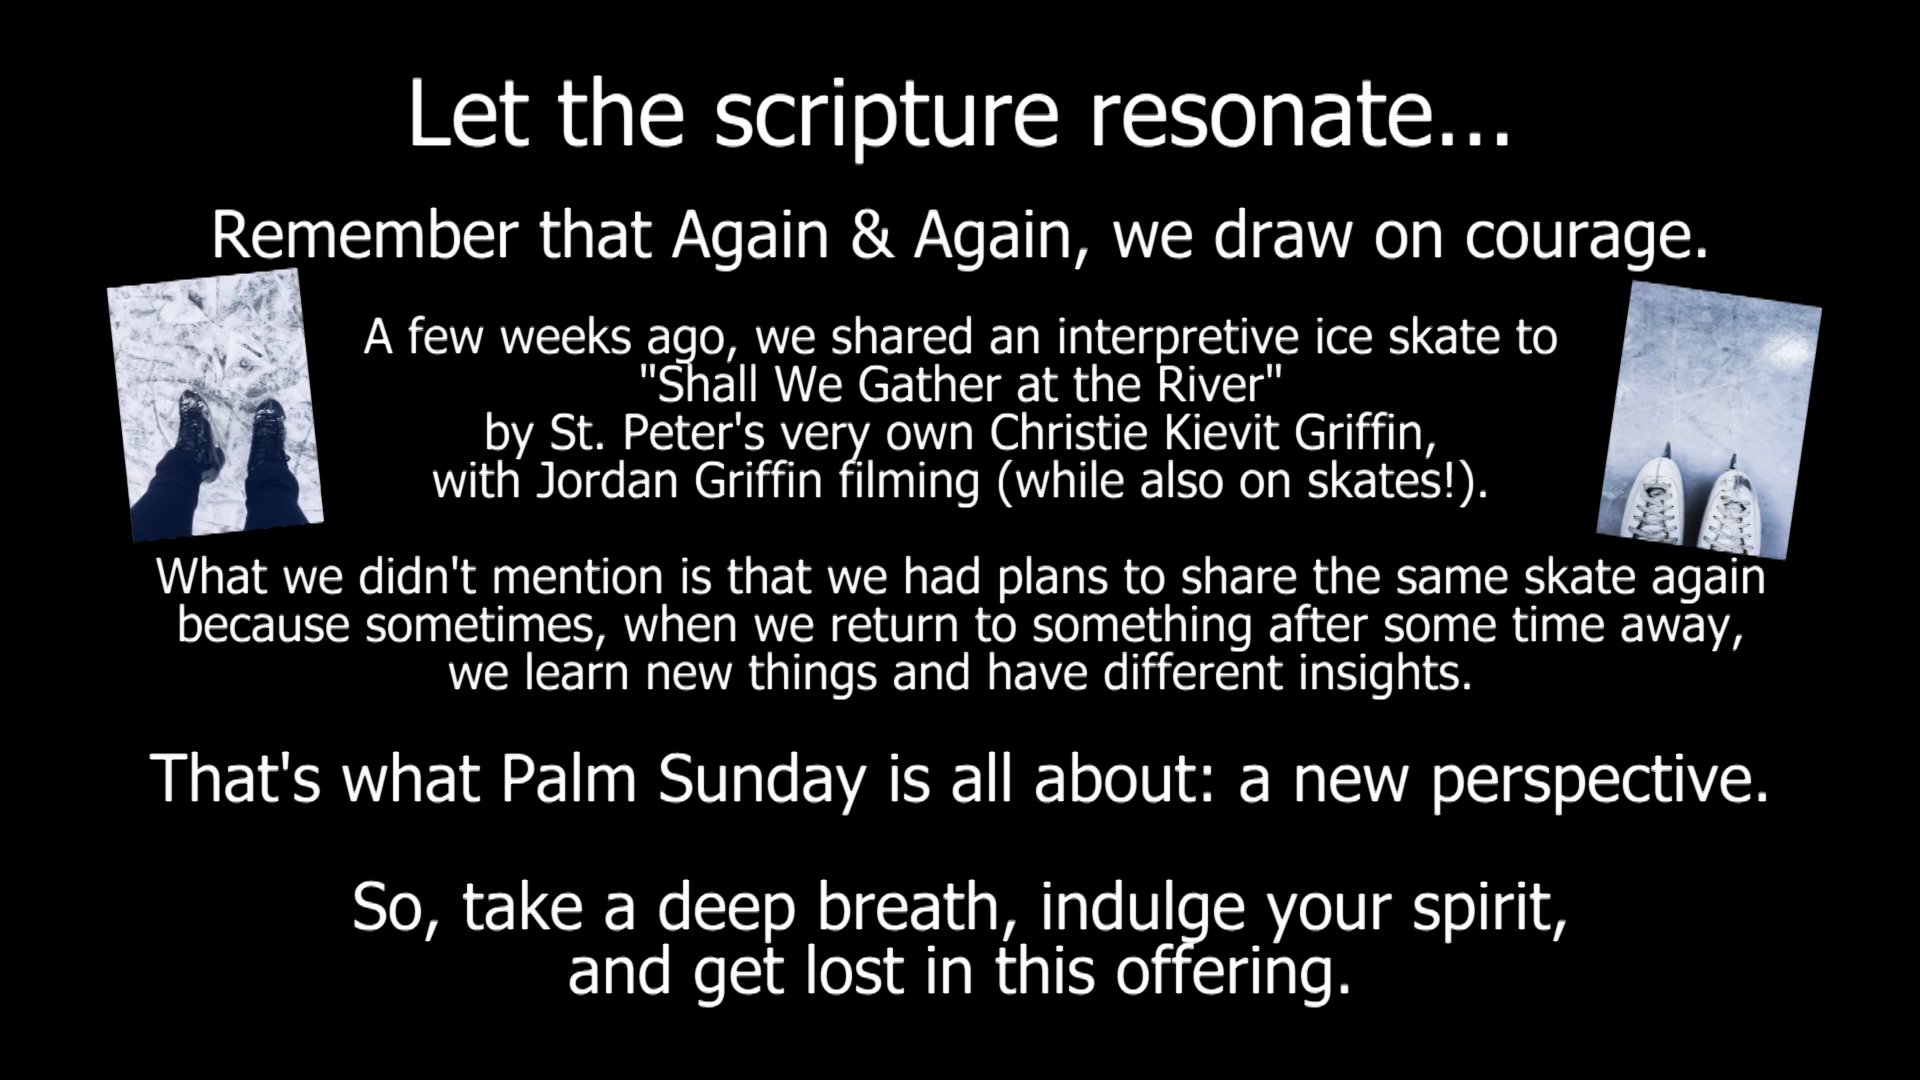 Let the scripture resonate...
Remember that Again & Again, we draw on courage.
A few weeks ago, we shared an interpretive ice skate to
"Shall We Gather at the River"
by St. Peter's very own Christie Kievit Griffin,
with Jordan Griffin filming (while also on skates!).
What we didn't mention is that we had plans to share the same skate again
because sometimes, when we return to something after some time away,
we learn new things and have different insights.
That's what Palm Sunday is all about: a new perspective.
So, take a deep breath, indulge your spirit,
and get lost in this offering.